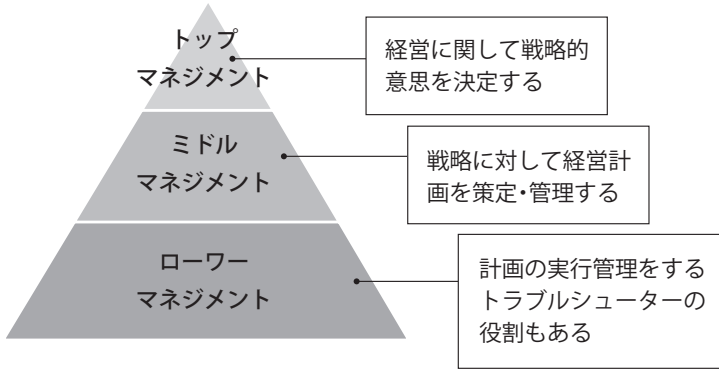 トップ
マネジメント
経営に関して戦略的
意思を決定する
ミドル
マネジメント
戦略に対して経営計
画を策定・管理する
ローワー
マネジメント
計画の実行管理をする
トラブルシューターの
役割もある